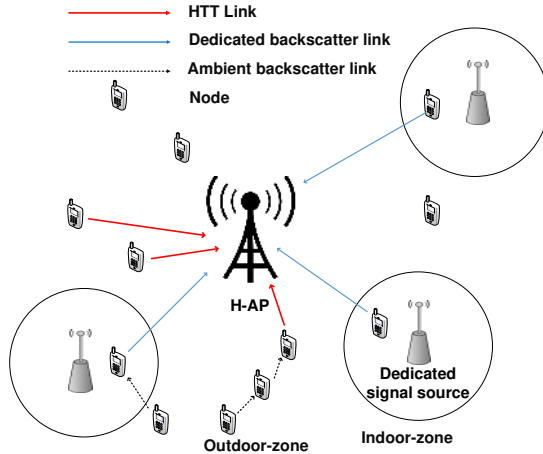 HTT Link
Dedicated backscatter link
Ambient backscatter link
Node
H-AP
Dedicated
signal source
Outdoor-zone
Indoor-zone